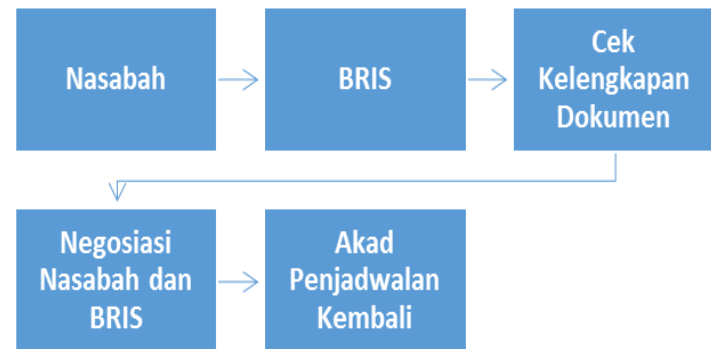 Nasabah
BRIS
Cek
Kelengkapan
Dokumen
Negosiasi
Nasabah dan
BRIS
Akad
Penjadwalan
Kembali